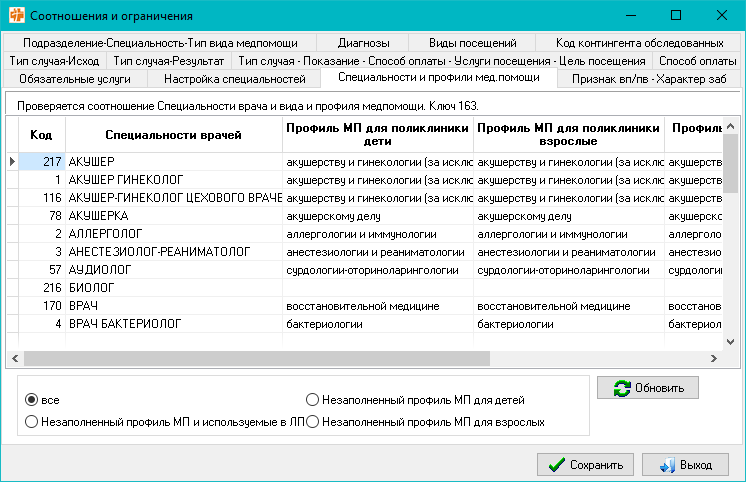 Соотношения и ограничения
Подразделение-Специальность-Тип вида медпомощи Диагнозы Виды посещений Код контингента обследованных
Тип случая-Исход Тип случая-Результат Тип случая - Показание - Способ оплаты - Услуги посещения - Цель посещения Способ оплаты
Обязательные услуги Настройка специальностей Специальности и профили мед.помощи Признак вп/пв - Характер заб
Проверяется соотношение Специальности врача и вида и профиля медпомощи. Ключ 163.
Код Специальности врачей Профиль МП для поликлиники дети Профиль МП для поликлиники взрослые Профиль
217 АКУШЕР акушерству и гинекологии (за исклю акушерству и гинекологии (за исклю акушерств
1 АКУШЕР ГИНЕКОЛОГ акушерству и гинекологии (за исклю акушерству и гинекологии (за исклю акушерств
116 АКУШЕР-ГИНЕКОЛОГ ЦЕХОВОГО ВРАЧЕ акушерству и гинекологии (за исклю акушерству и гинекологии (за исклю акушерств
78 АКУШЕРКА акушерскому делу акушерскому делу акушерско
2 АЛЛЕРГОЛОГ аллергологии и иммунологии аллергологии и иммунологии аллерголо
3 АНЕСТЕЗИОЛОГ-РЕАНИМАТОЛОГ анестезиологии и реаниматологии анестезиологии и реаниматологии анестезио
57 АУДИОЛОГ сурдологии-оториноларингологии сурдологии-оториноларингологии сурдологи
216 БИОЛОГ
170 ВРАЧ восстановительной медицине восстановительной медицине восстанов
4 ВРАЧ БАКТЕРИОЛОГ бактериологии бактериологии бактериол
все Незаполненный профиль МП для детей
Незаполненный профиль МП и используемые в ЛП Незаполненный профиль МП для взрослых
Обновить
Сохранить Выход